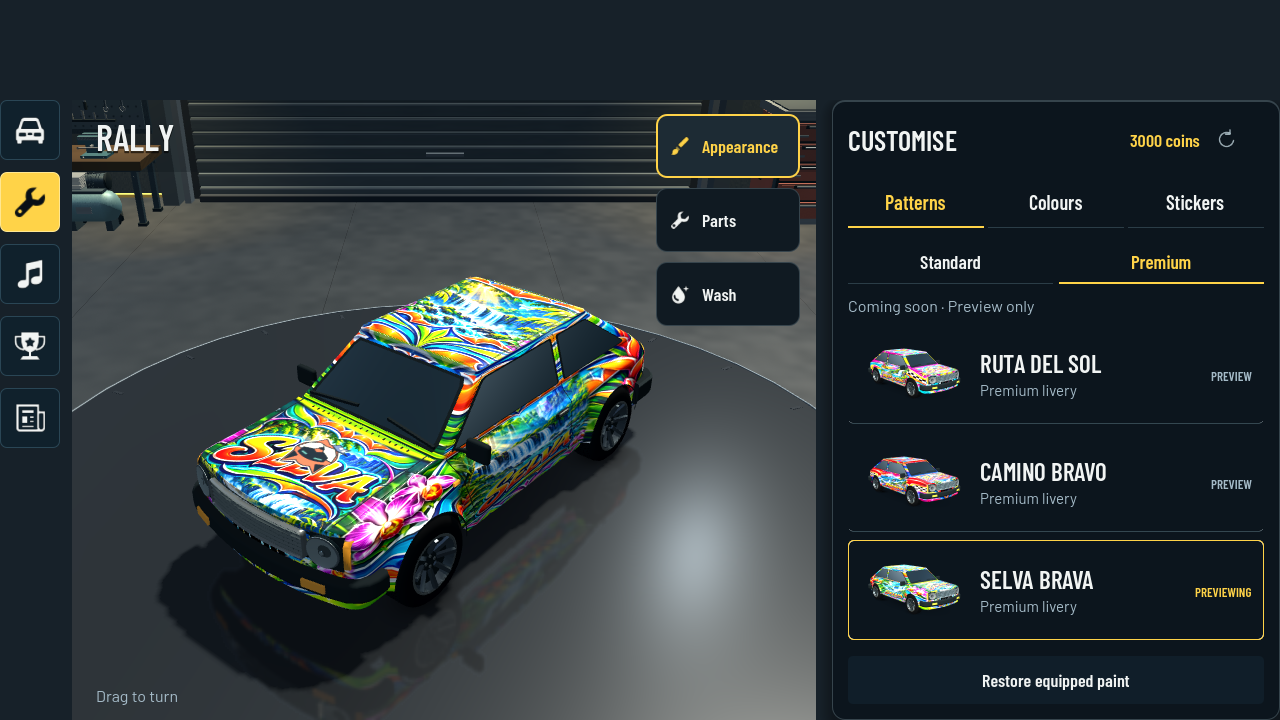 RALLY
Appearance
Parts
Wash
SELVA
Drag to turn
CUSTOMISE
3000 coins
Patterns
Colours
Stickers
Standard
Premium
Coming soon · Preview only
RUTA DEL SOL
Premium livery
PREVIEW
CAMINO BRAVO
Premium livery
PREVIEW
SELVA BRAVA
Premium livery
PREVIEWING
Restore equipped paint